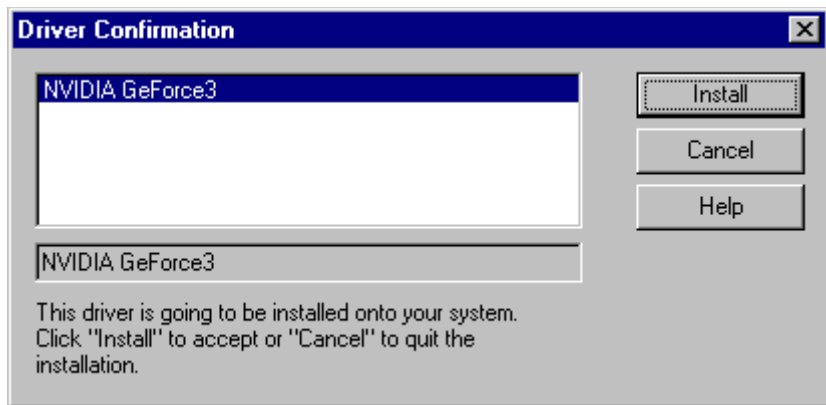 Driver Confirmation
NVIDIA GeForce3
Install
Cancel
Help
NVIDIA GeForce3
This driver is going to be installed onto your system.
Click "Install" to accept or "Cancel" to quit the
installation.